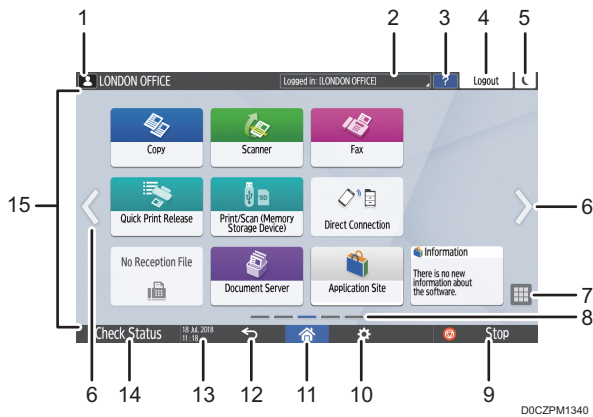 1
2
3
4
5
LONDON OFFICE
Logged in: [LONDON OFFICE]
?
Logout
Copy
Scanner
Fax
15
6
Quick Print Release
SD
Print/Scan (Memory
Storage Device)
Direct Connection
No Reception File
Document Server
Application Site
Information
There is no new
information about
the software.
7
8
Check Status
18 Jul. 2018
11:18
Stop
6
14
13
12
11
10
9
D0CZPM1340